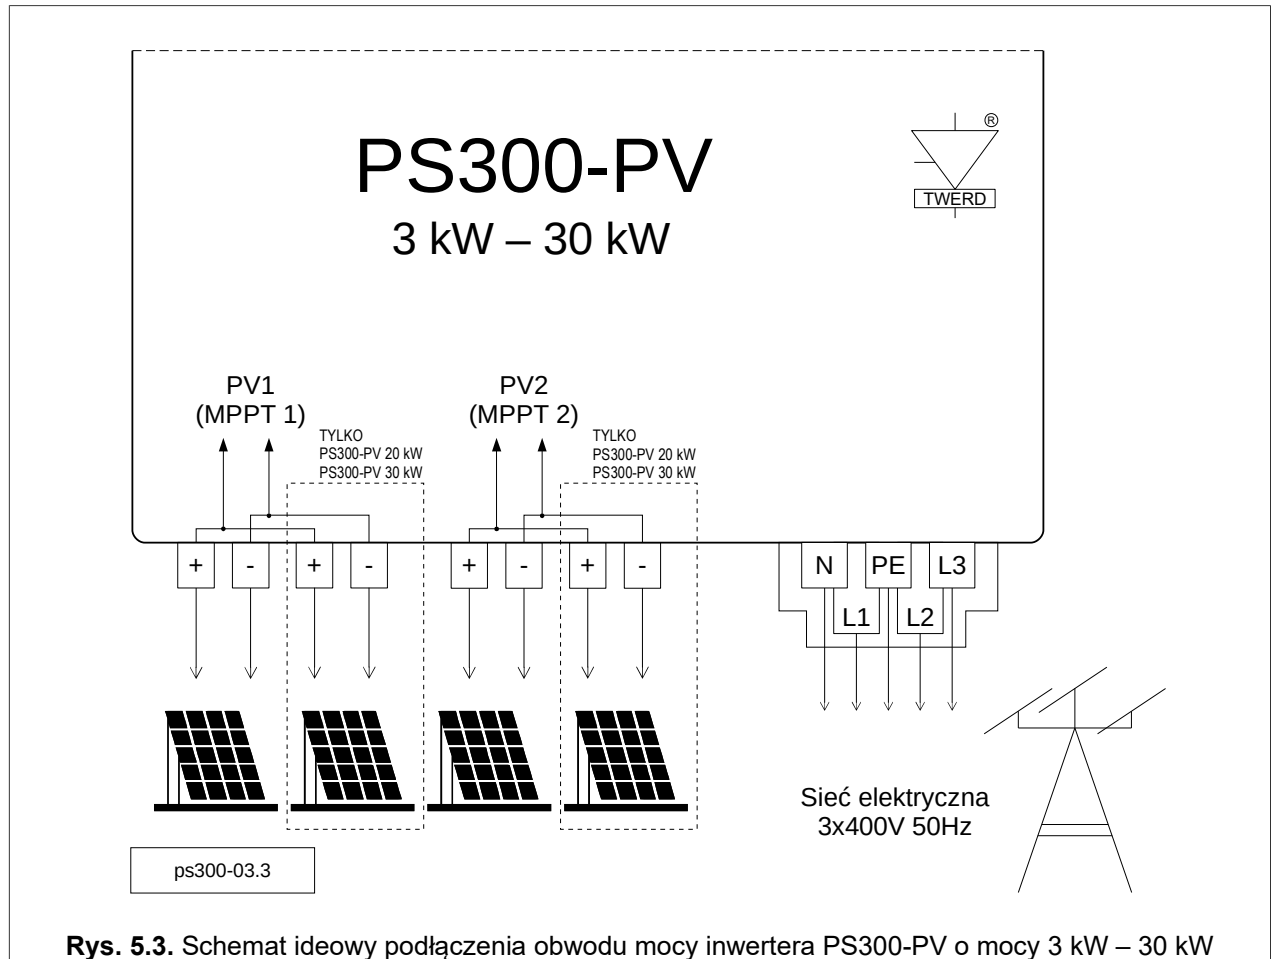 PS300-PV
3 kW – 30 kW
®
TWERD
PV1
(MPPT 1)
TYLKO
PS300-PV 20 kW
PS300-PV 30 kW
PV2
(MPPT 2)
TYLKO
PS300-PV 20 kW
PS300-PV 30 kW
+ - + - + - + -
N PE L3
L1 L2
Sieć elektryczna
3x400V 50Hz
ps300-03.3
Rys. 5.3. Schemat ideowy podłączenia obwodu mocy inwertera PS300-PV o mocy 3 kW – 30 kW